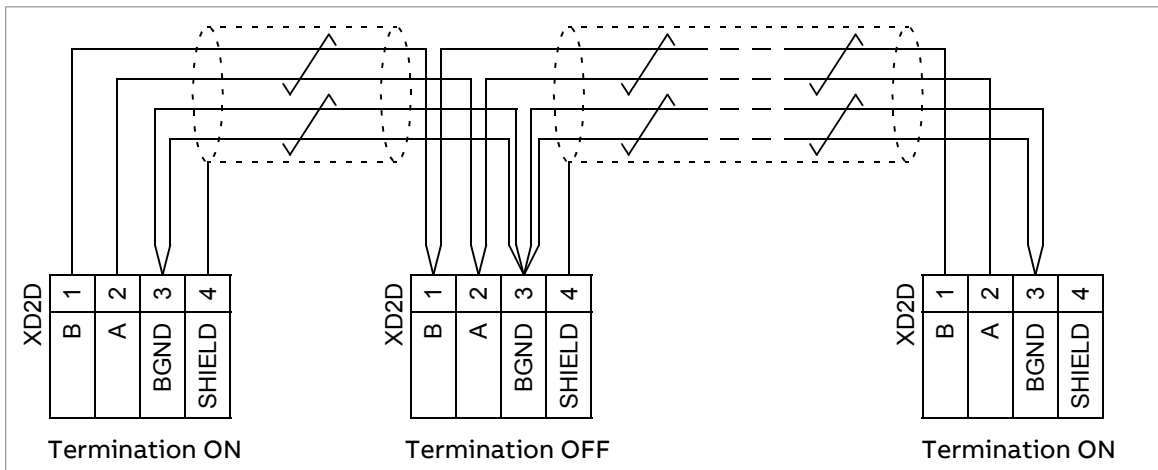 XD2D
1 2 3 4
B A BGND SHIELD
Termination ON
XD2D
1 2 3 4
B A BGND SHIELD
Termination OFF
XD2D
1 2 3 4
B A BGND SHIELD
Termination ON